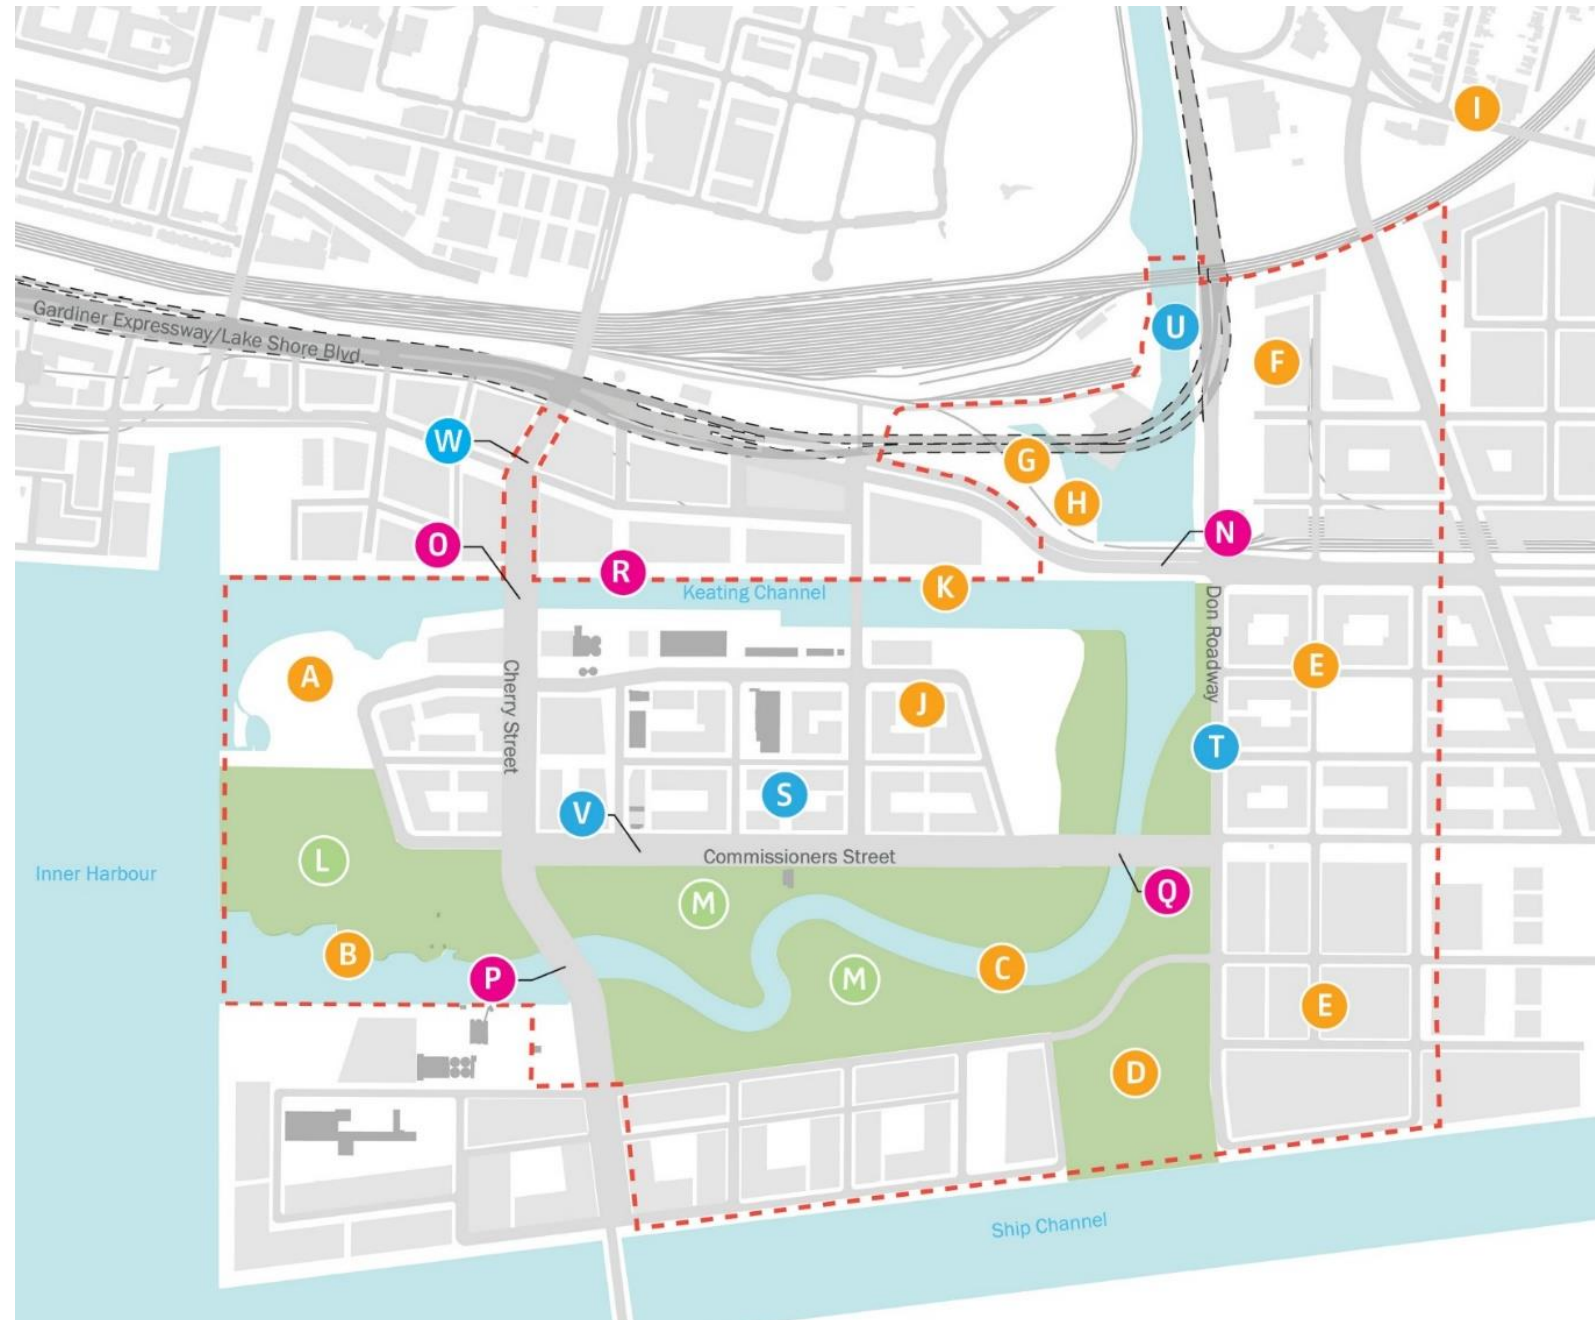 I
Gardiner Expressway/Lake Shore Blvd.
U
F
W
G
H
O
N
R
K
Keating Channel
Don Roadway
E
A
Cherry Street
J
T
S
V
Commissioners Street
L
Inner Harbour
M
Q
B
P
M
C
E
D
Ship Channel